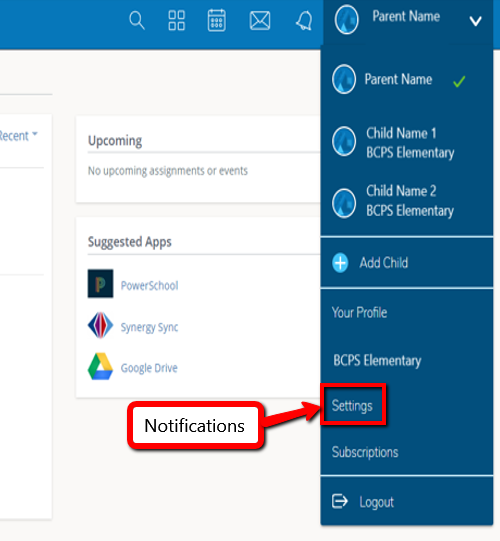 Parent Name
Recent
Parent Name
Child Name 1
BCPS Elementary
Child Name 2
BCPS Elementary
Add Child
Your Profile
BCPS Elementary
Settings
Subscriptions
Logout
Upcoming
No upcoming assignments or events
Suggested Apps
PowerSchool
Synergy Sync
Google Drive
Notifications